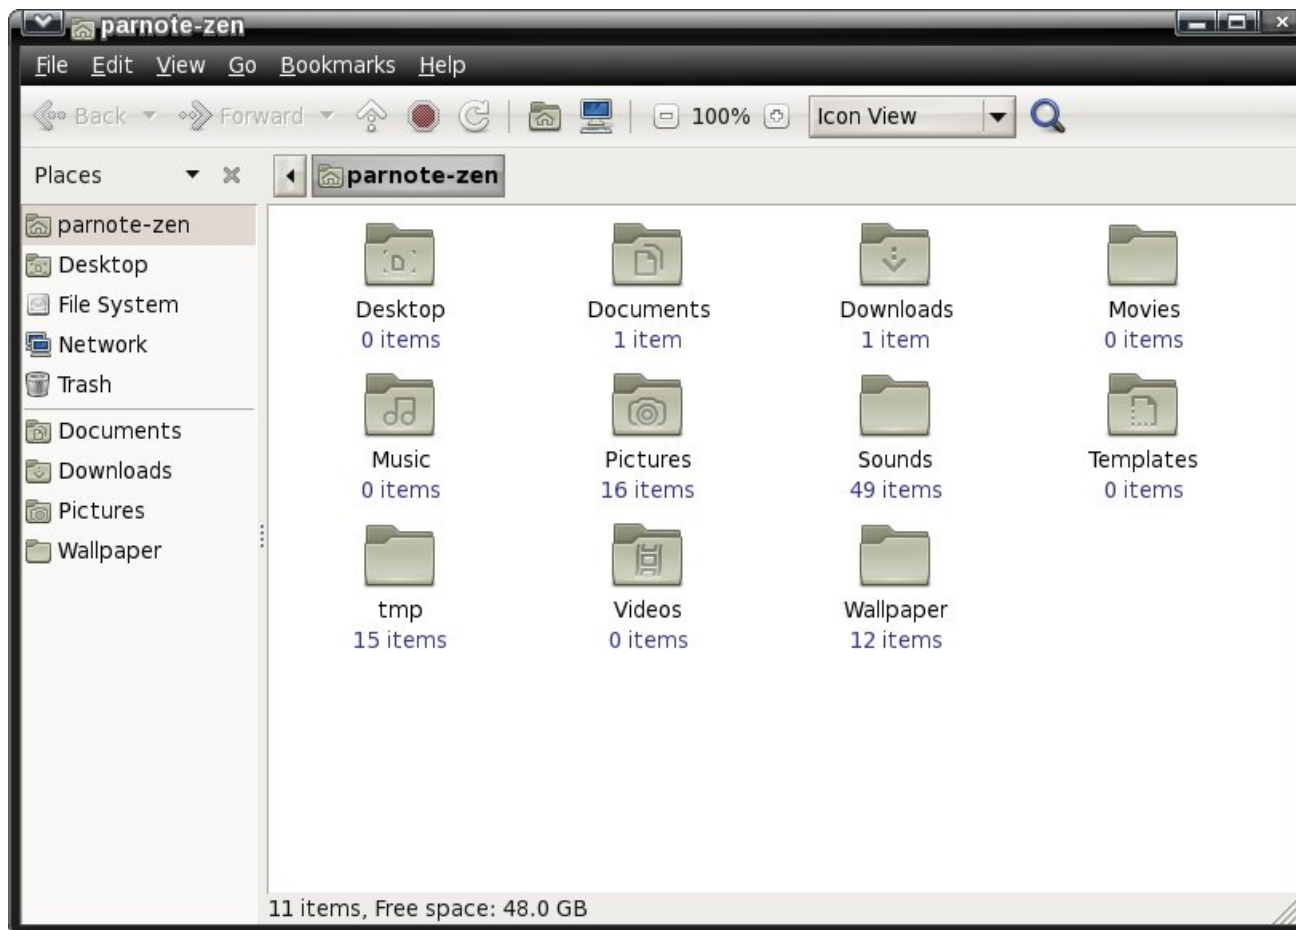 parnote-zen
File Edit View Go Bookmarks Help
Back Forward 100% Icon View
Places parnote-zen
parnote-zen
Desktop
File System
Network
Trash
Documents
Downloads
Pictures
Wallpaper
Desktop Documents Downloads Movies
0 items 1 item 1 item 0 items
Music Pictures Sounds Templates
0 items 16 items 49 items 0 items
tmp Videos Wallpaper
15 items 0 items 12 items
11 items, Free space: 48.0 GB